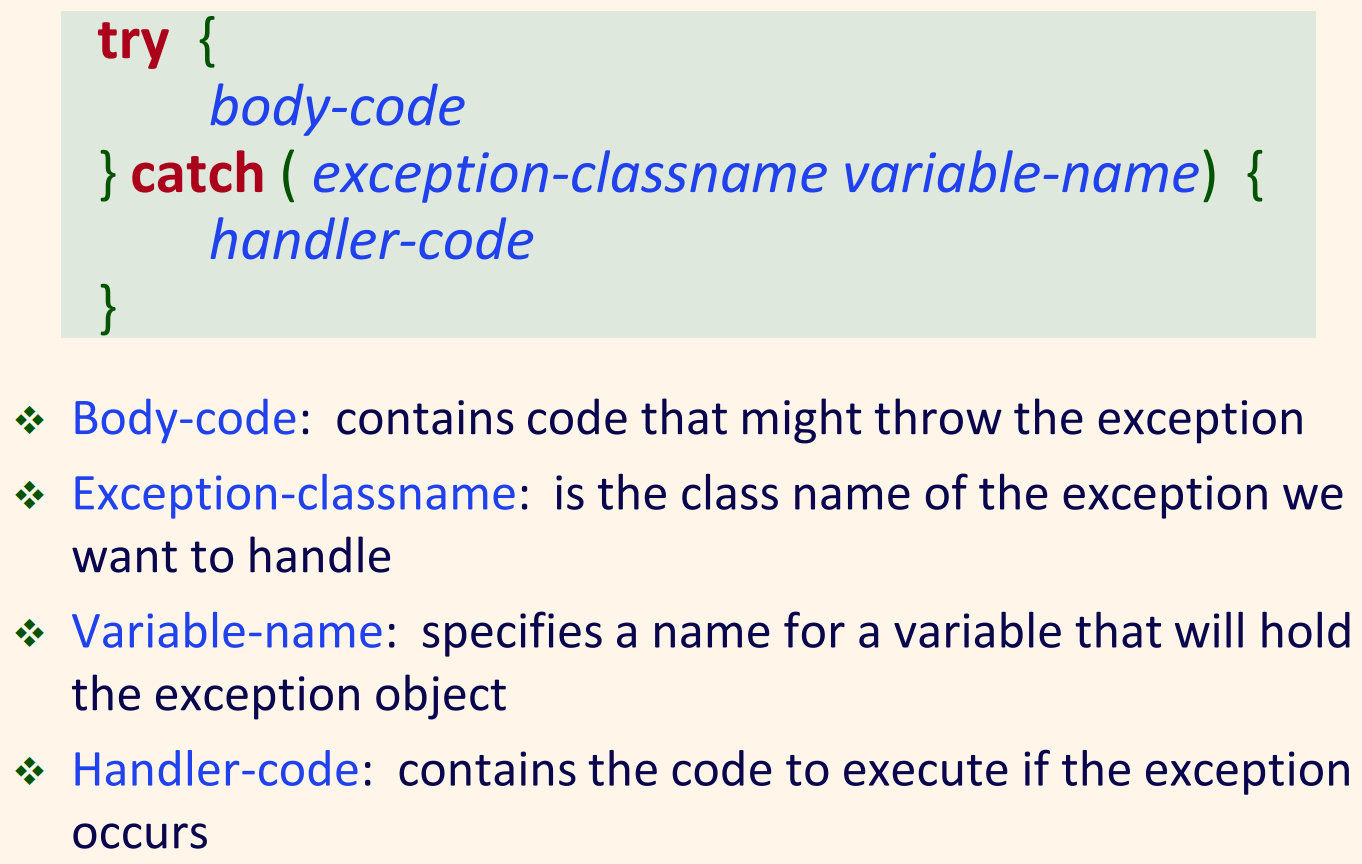 try {
body-code
} catch ( exception-classname variable-name) {
handler-code
}
❖ Body-code: contains code that might throw the exception
❖ Exception-classname: is the class name of the exception we
want to handle
❖ Variable-name: specifies a name for a variable that will hold
the exception object
❖ Handler-code: contains the code to execute if the exception
occurs